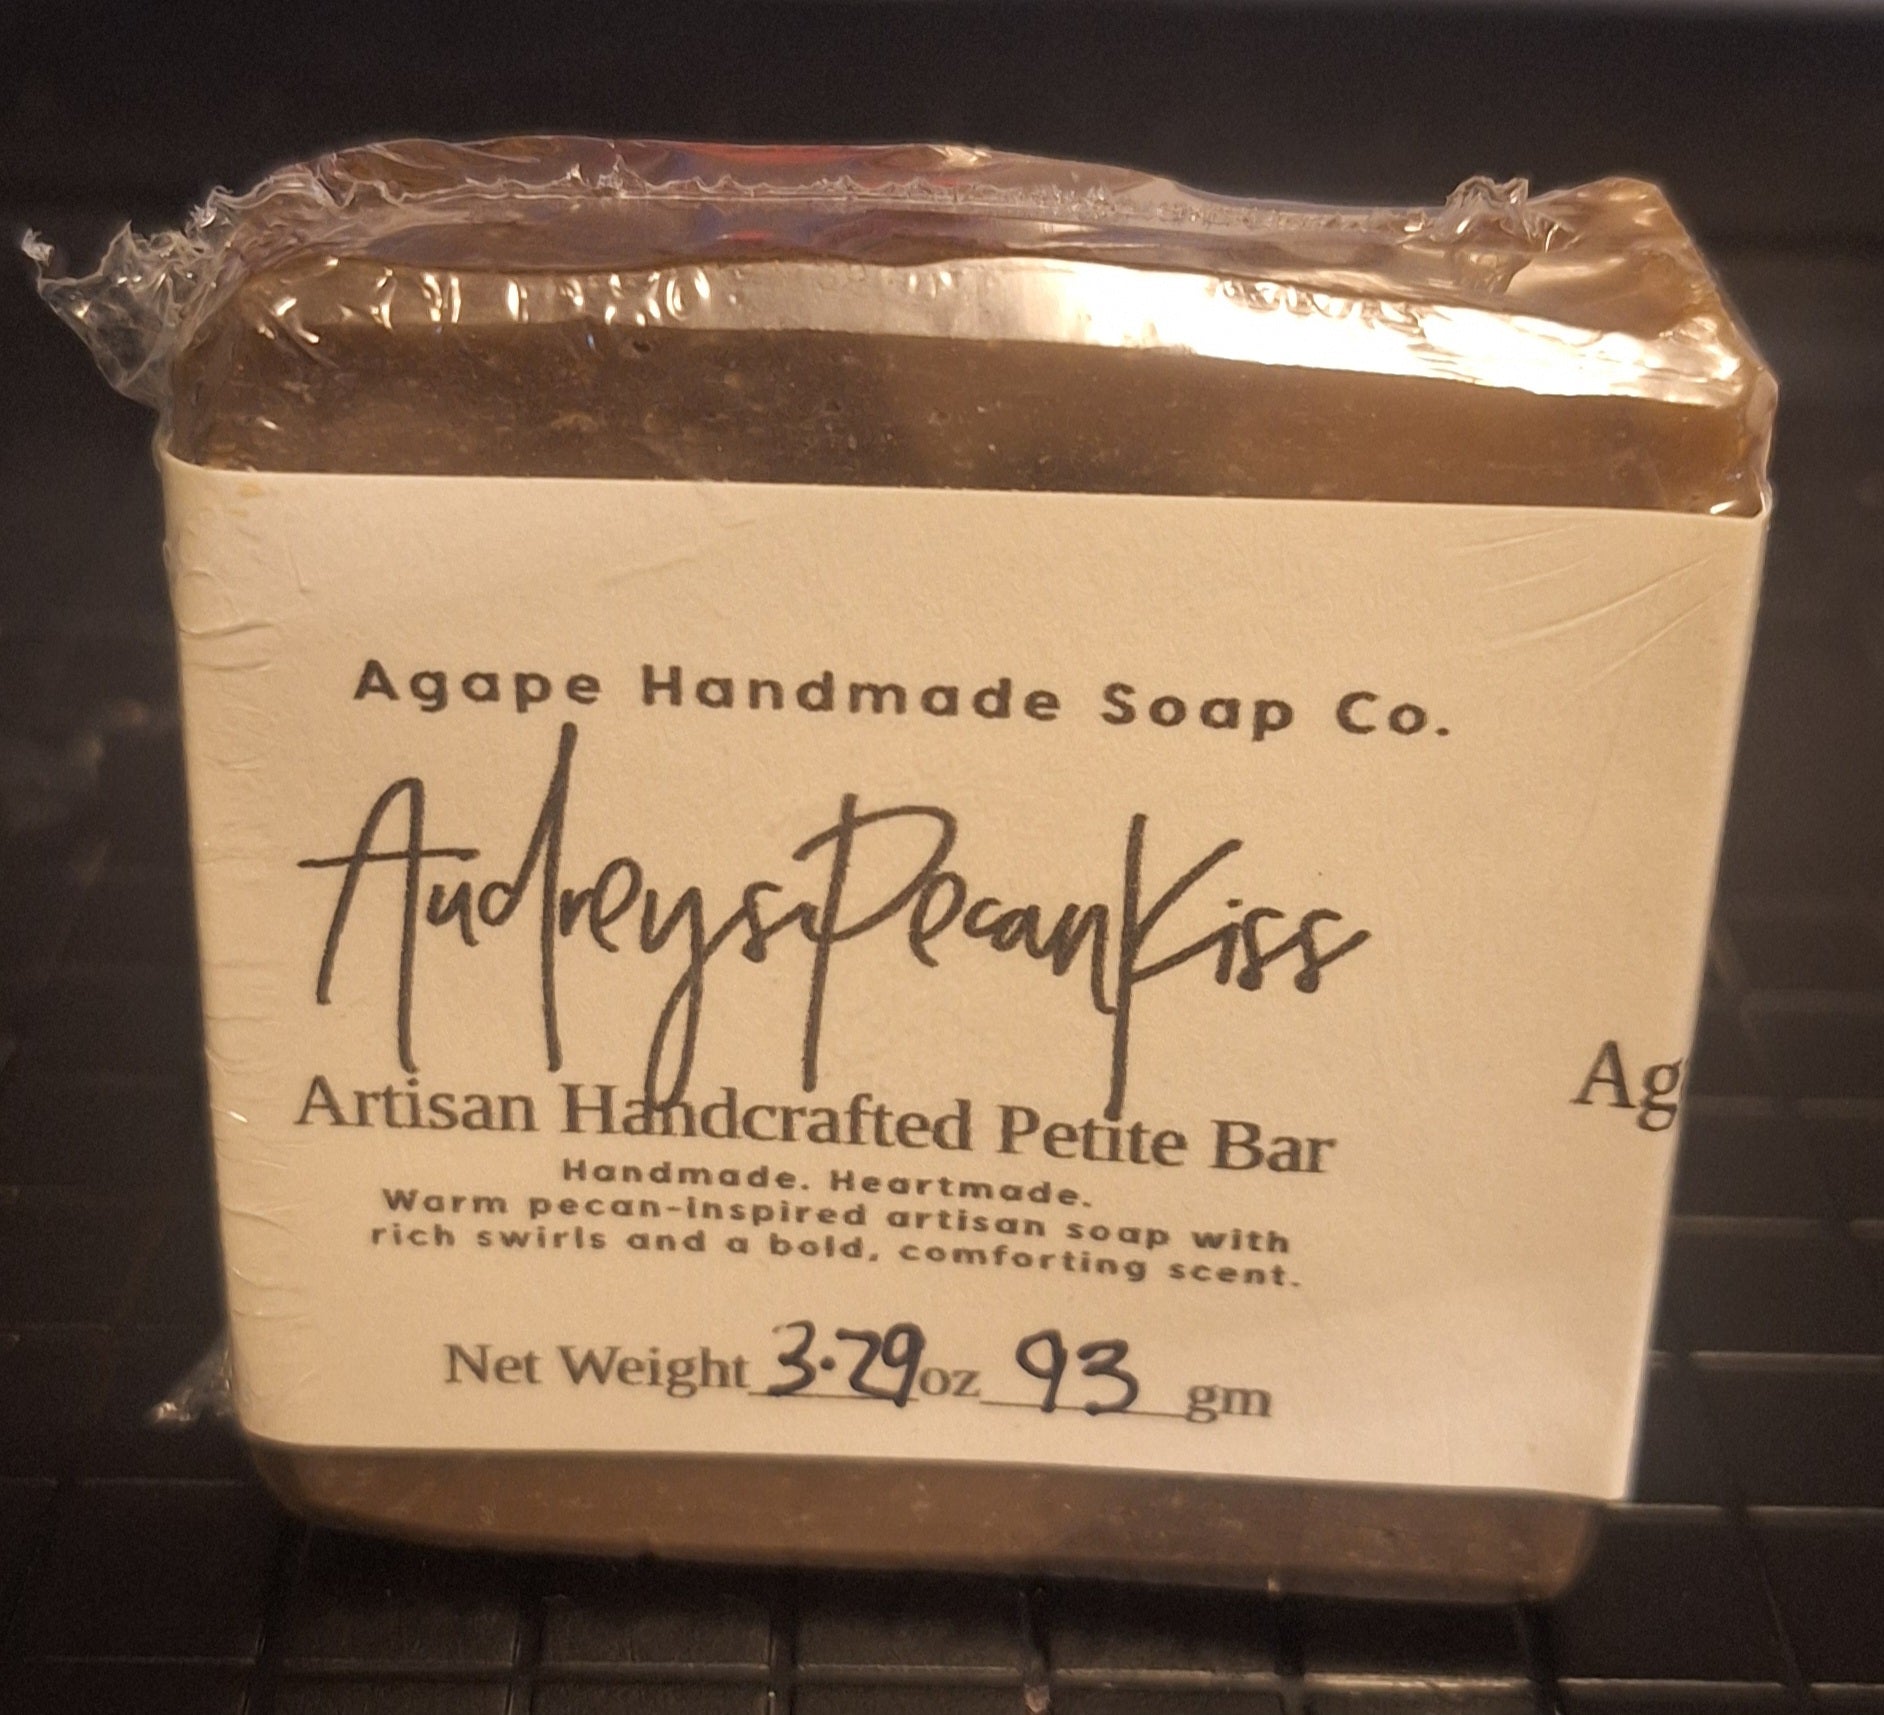 Agape Handmade Soap Co.
AudreysPecanKiss
Artisan Handcrafted Petite Bar
Handmade. Heartmade.
Warm pecan-inspired artisan soap with
rich swirls and a bold, comforting scent.
Net Weight 3.29 oz 93 gm
Ag